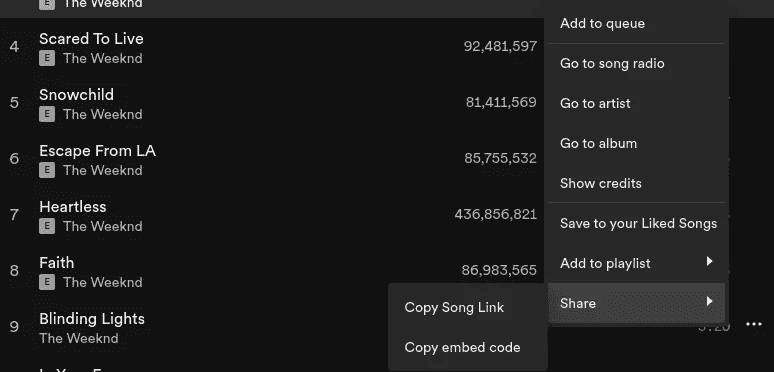 E The Weeknd
4 Scared To Live 92,481,597
E The Weeknd
5 Snowchild 81,411,569
E The Weeknd
6 Escape From LA 85,755,532
E The Weeknd
7 Heartless 436,856,821
E The Weeknd
8 Faith 86,983,565
E The Weeknd
9 Blinding Lights
The Weeknd
Add to queue
Go to song radio
Go to artist
Go to album
Show credits
Save to your Liked Songs
Add to playlist
Share
Copy Song Link
Copy embed code